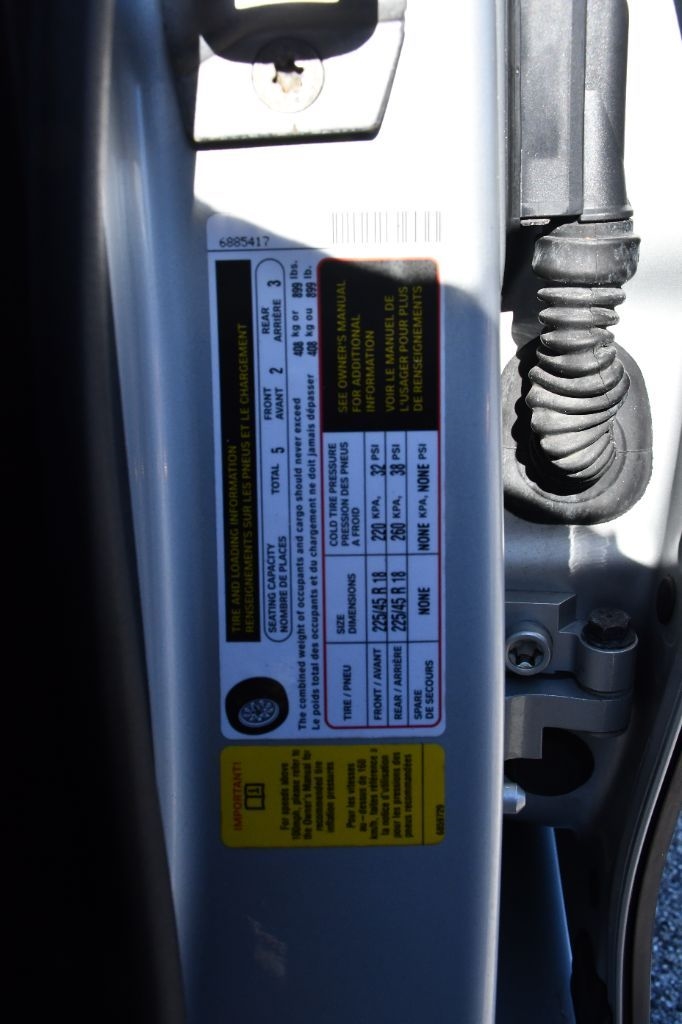 6885417
TIRE AND LOADING INFORMATION
RENSEIGNEMENTS SUR LES PNEUS ET LE CHARGEMENT
SEATING CAPACITY TOTAL 5 FRONT 2 REAR 3
NOMBRE DE PLACES AVANT ARRIÈRE
The combined weight of occupants and cargo should never exceed 408 kg or 899 lbs.
Le poids total des occupants et du chargement ne doit jamais dépasser 408 kg ou 899 lb.
TIRE / PNEU
SIZE
DIMENSIONS
COLD TIRE PRESSURE
PRESSION DES PNEUS
A FROID
FRONT / AVANT 225/45 R 18 220 KPA, 32 PSI
REAR / ARRIÈRE 225/45 R 18 260 KPA, 38 PSI
SPARE
DE SECOURS
NONE NONE KPA, NONE PSI
SEE OWNER'S MANUAL
FOR ADDITIONAL
INFORMATION
VOIR LE MANUEL DE
L'USAGER POUR PLUS
DE RENSEIGNEMENTS
IMPORTANT!
For speeds above
100mph, please refer to
the Owner's Manual for
recommended tire
inflation pressures
Pour les vitesses
au-dessus de 160
km/h, faites référence à
la notice d'utilisation
pour les pressions des
pneus recommandées
6859729